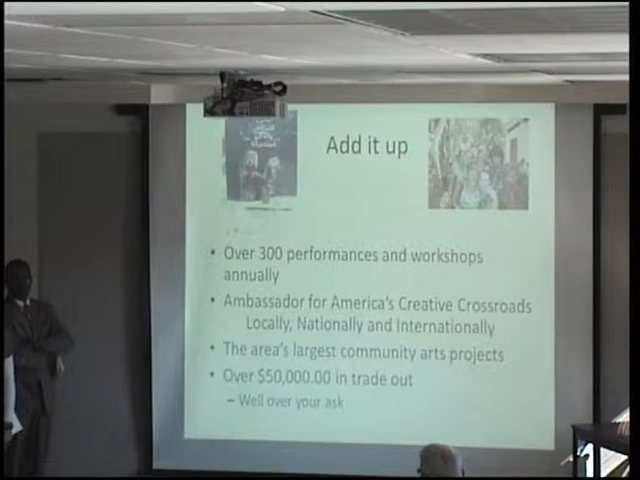 Add it up
• Over 300 performances and workshops
annually
• Ambassador for America's Creative Crossroads
Locally, Nationally and Internationally
• The area's largest community arts projects
• Over $50,000.00 in trade out
– Well over your ask